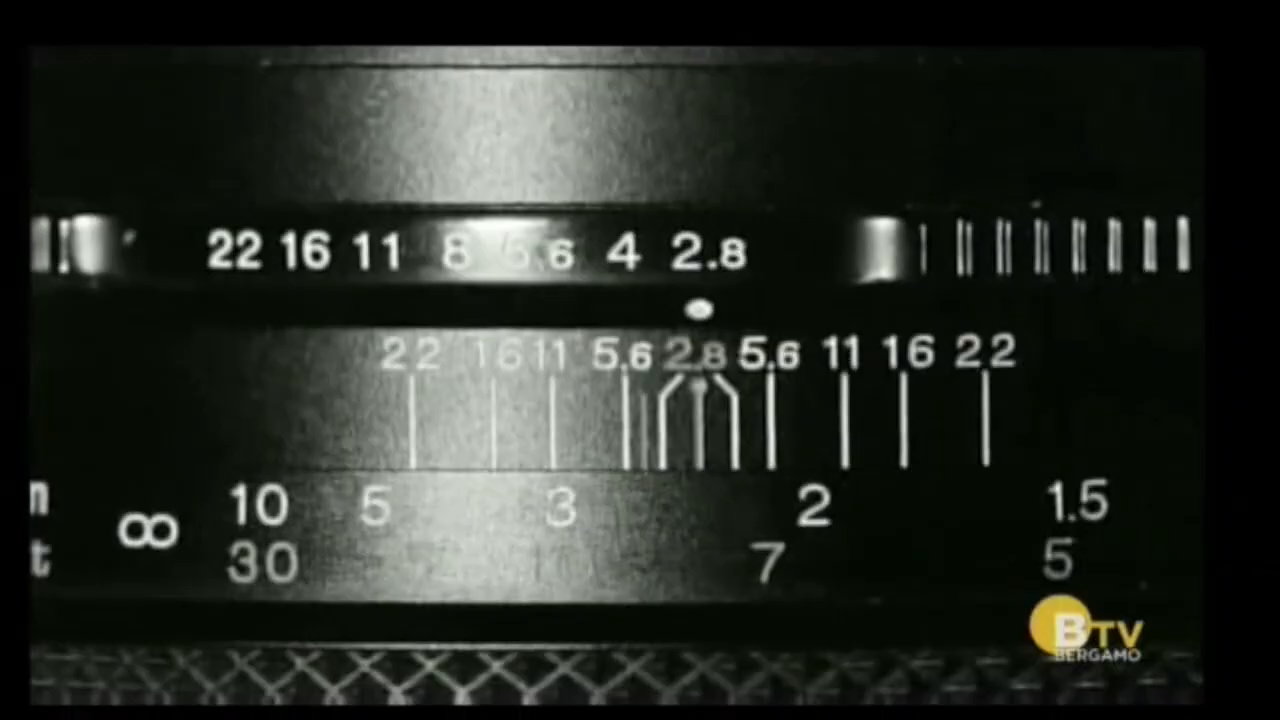 22 16 11 8 5.6 4 2.8
22 16 11 5.6 2.8 5.6 11 16 22
∞ 10 5 3 2 1.5
30 7 5
BTV
BERGAMO